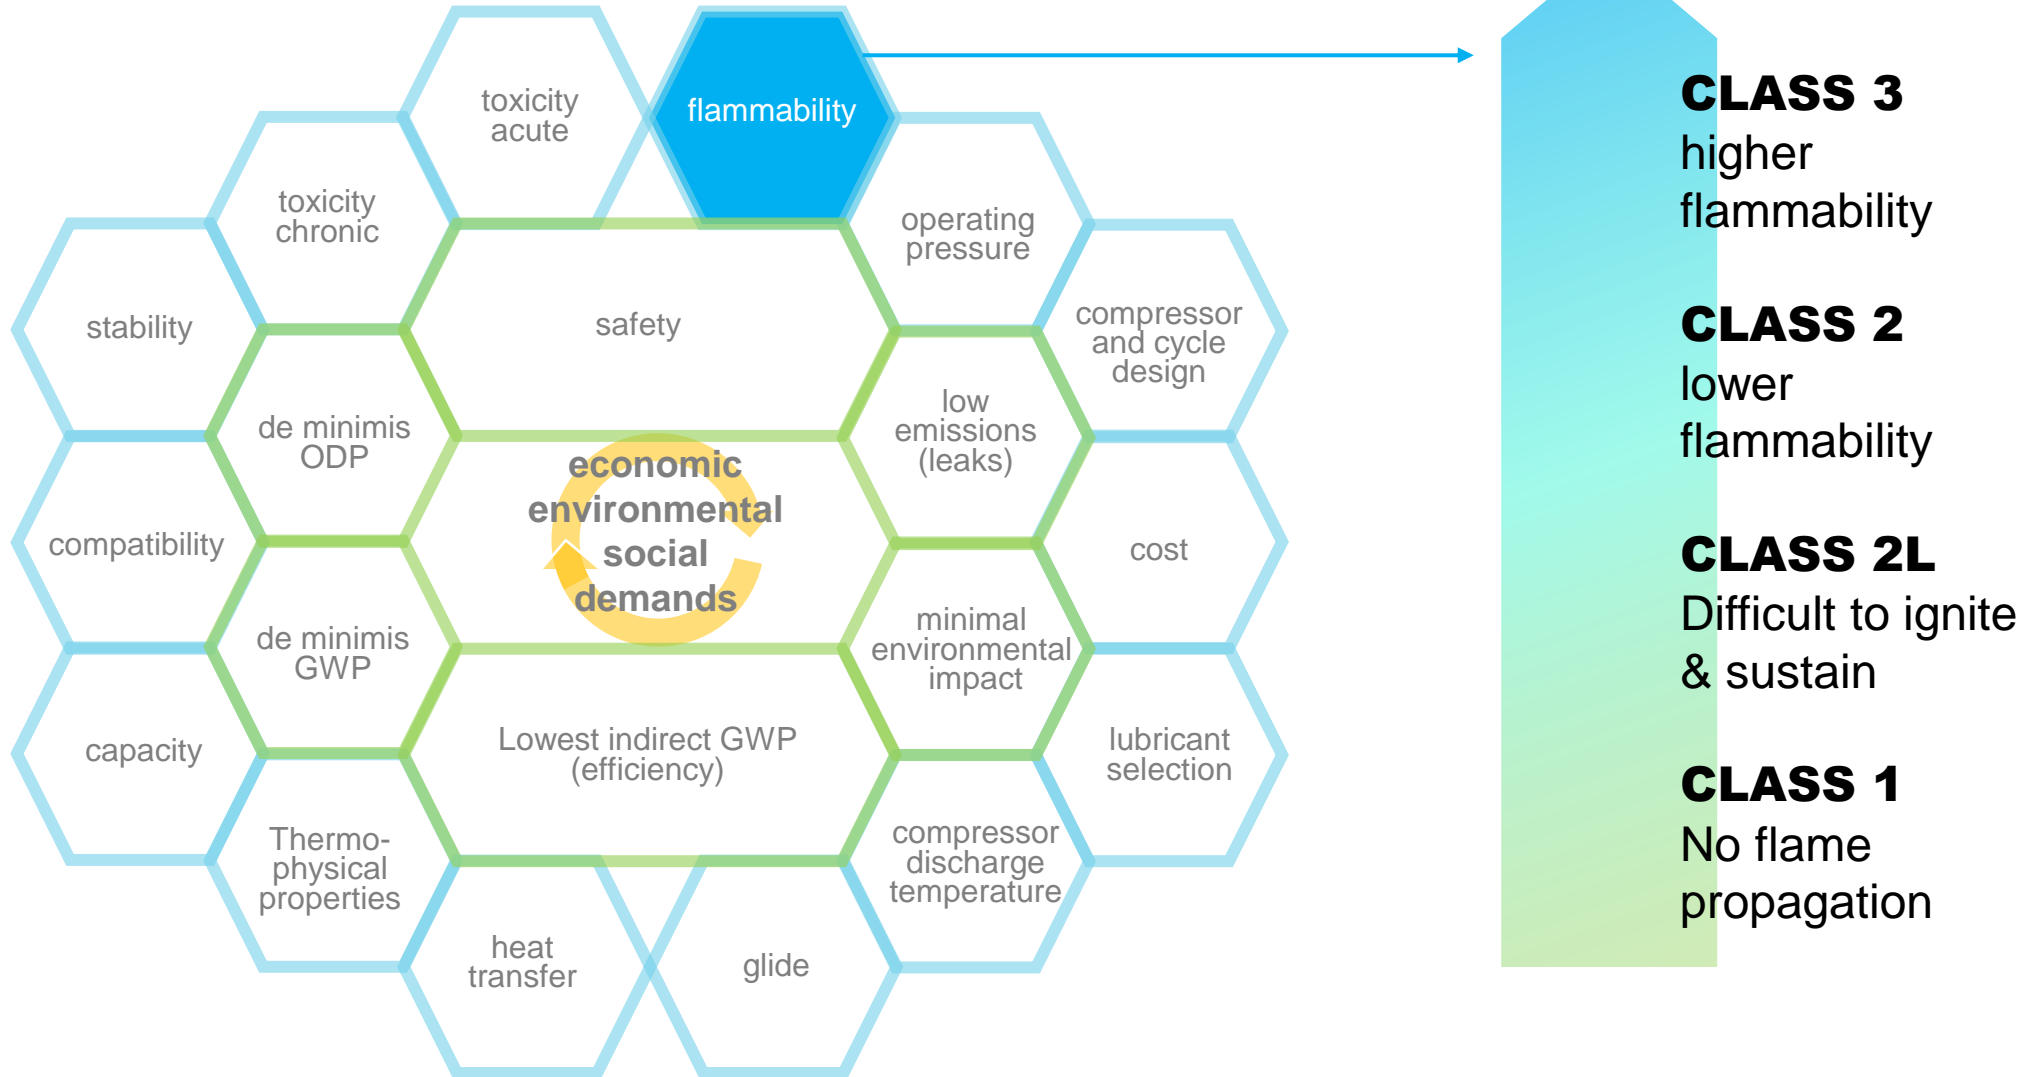 toxicity
acute
flammability
toxicity
chronic
operating
pressure
stability
safety
compressor
and cycle
design
de minimis
ODP
low
emissions
(leaks)
economic
environmental
social
demands
compatibility
cost
de minimis
GWP
minimal
environmental
impact
capacity
Lowest indirect GWP
(efficiency)
lubricant
selection
Thermo-
physical
properties
compressor
discharge
temperature
heat
transfer
glide
CLASS 3
higher
flammability
CLASS 2
lower
flammability
CLASS 2L
Difficult to ignite
& sustain
CLASS 1
No flame
propagation